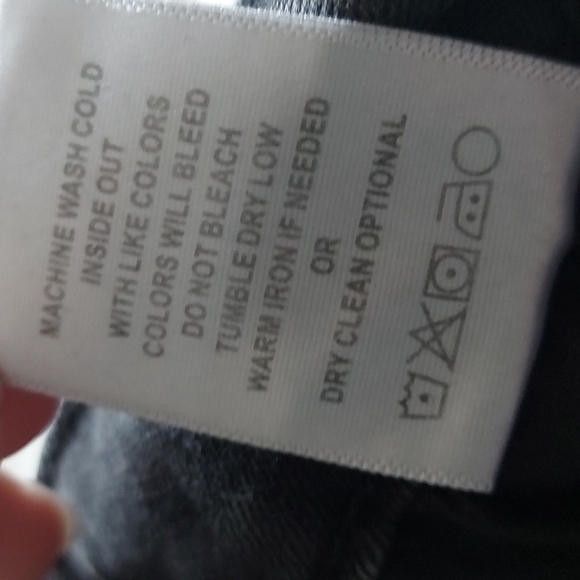 MACHINE WASH COLD
INSIDE OUT
WITH LIKE COLORS
COLORS WILL BLEED
DO NOT BLEACH
TUMBLE DRY LOW
WARM IRON IF NEEDED
OR
DRY CLEAN OPTIONAL